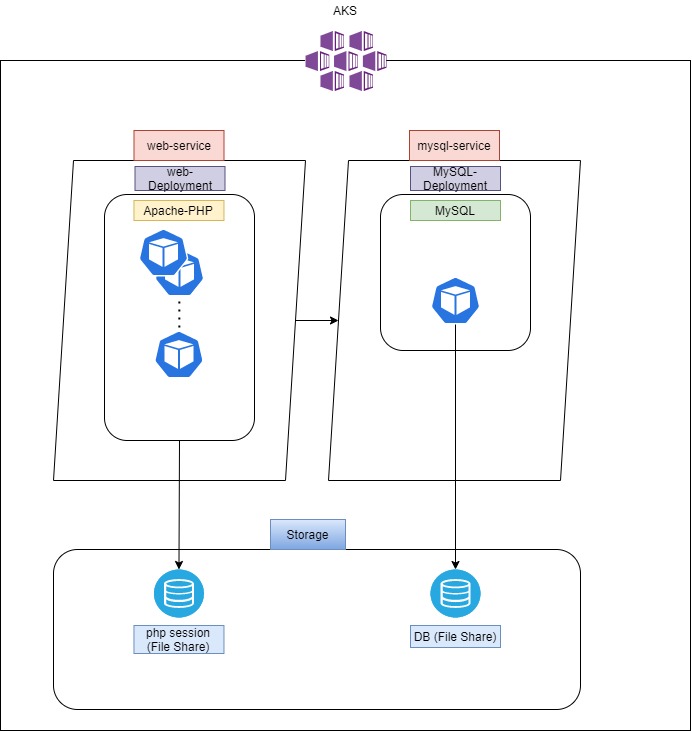 AKS
web-service
mysql-service
web-
Deployment
MySQL-
Deployment
Apache-PHP
MySQL
Storage
php session
(File Share)
DB (File Share)